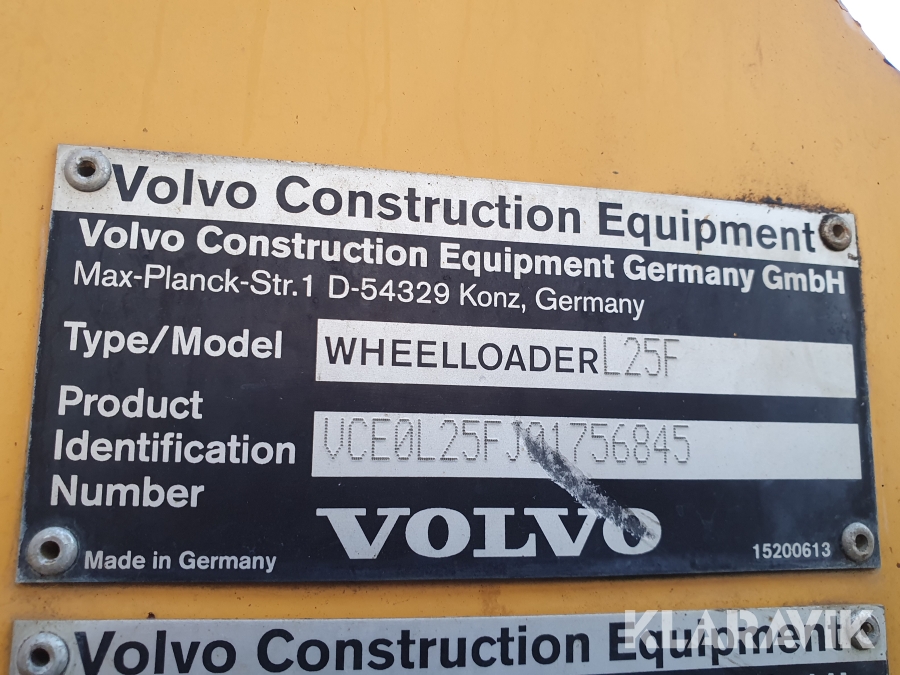 Volvo Construction Equipment
Volvo Construction Equipment Germany GmbH
Max-Planck-Str.1 D-54329 Konz, Germany
Type/Model WHEELLOADER L25F
Product
Identification VCE0L25FJ01756845
Number
VOLVO
Made in Germany 15200613
Volvo Construction Equipment
KLARAVIK